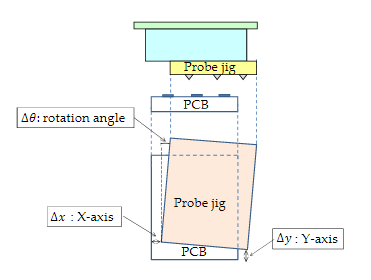 Probe jig
PCB
Δθ: rotation angle
Probe jig
Δx : X-axis
Δy : Y-axis
PCB